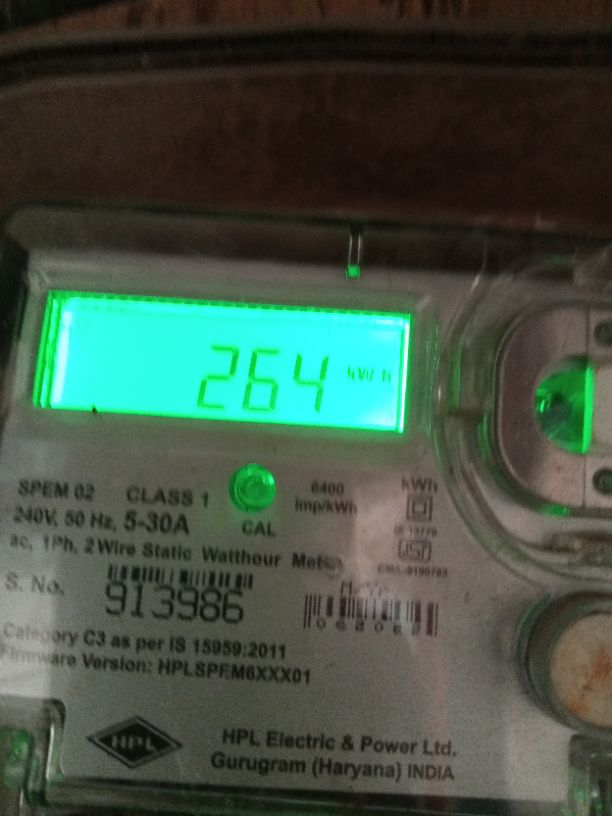 264 kWh
SPEM 02 CLASS 1 6400 imp/kWh kWh
240V, 50 Hz, 5-30A CAL
ac, 1Ph, 2 Wire Static Watthour Meter
S. No.
913986
Category C3 as per IS 15959:2011
Firmware Version: HPLSPEM6XXX01
HPL
HPL Electric & Power Ltd.
Gurugram (Haryana) INDIA